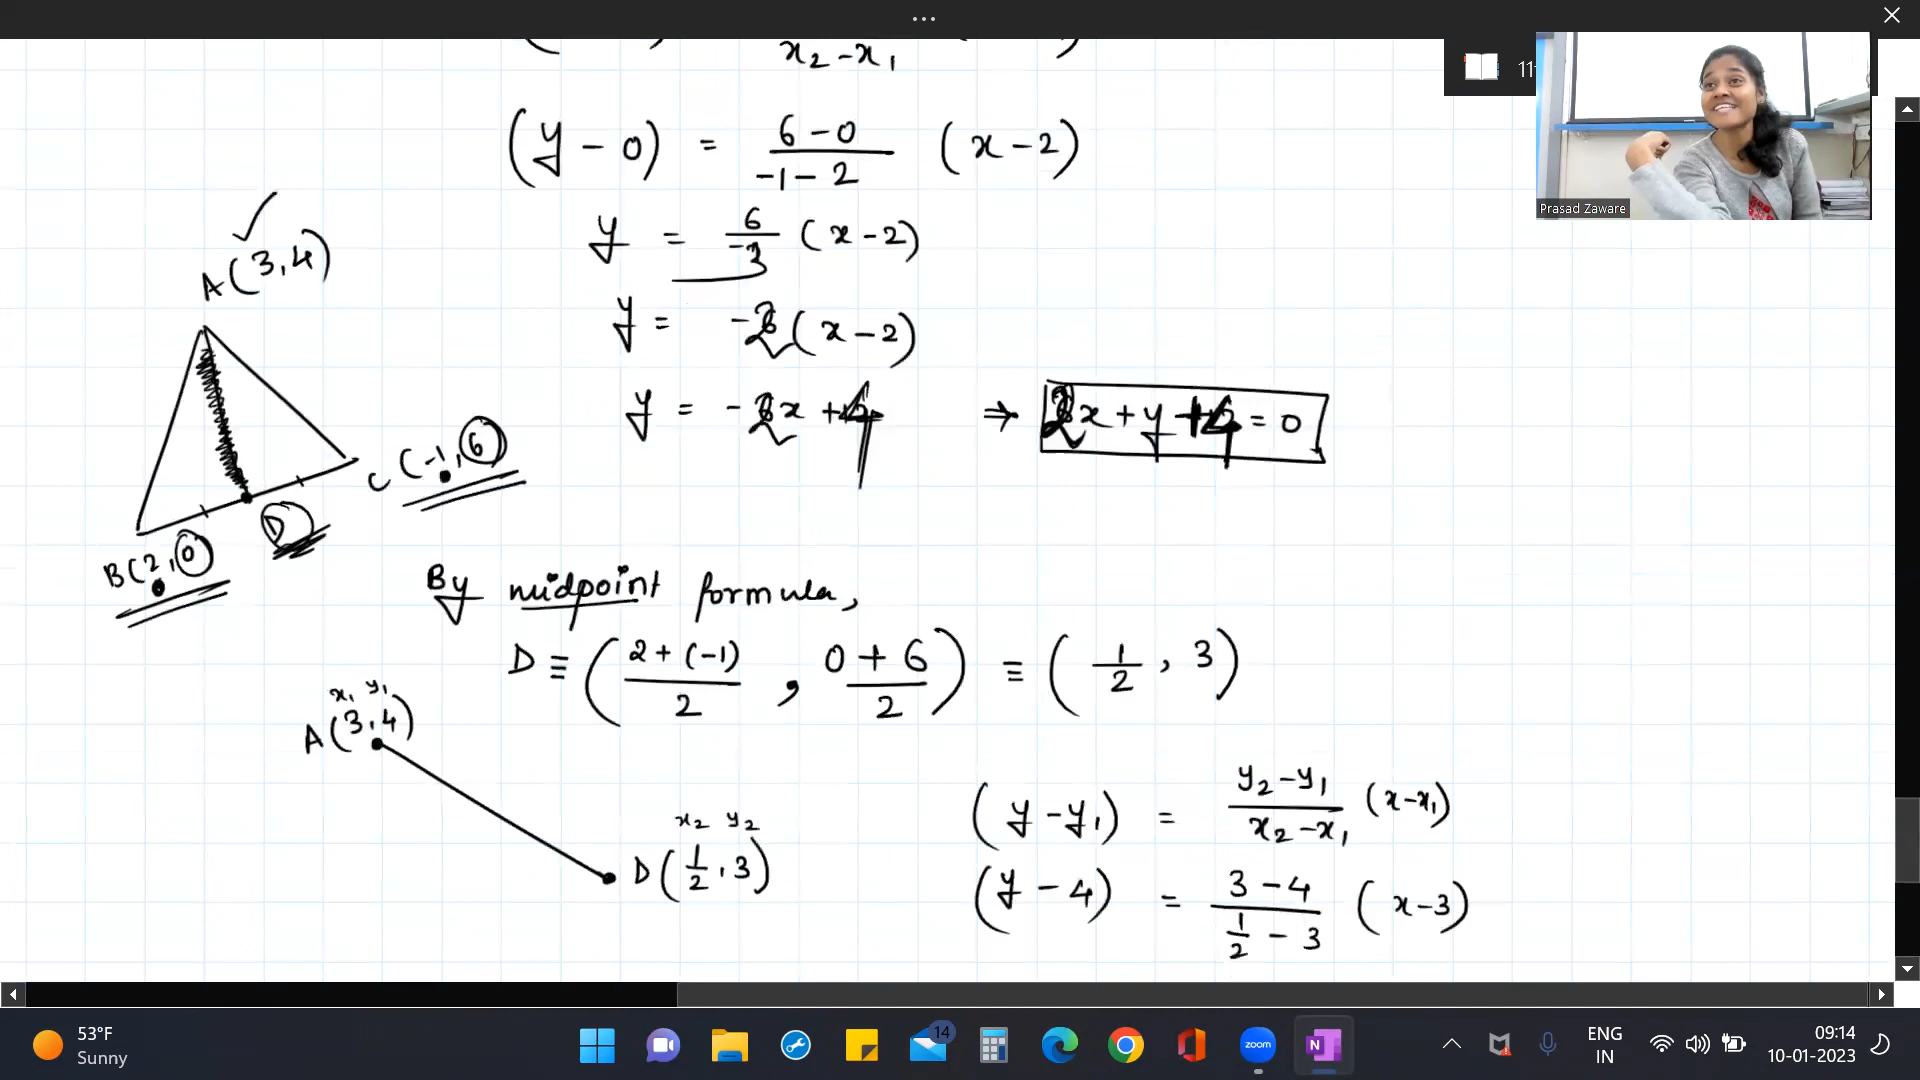 x₂-x₁
11
(y-0) = 6-0/-1-2 (x-2)
Prasad Zaware
y = 6/-3 (x-2)
A(3,4)
y = -2(x-2)
y = -2x+4 ⇒ 2x+y+4=0
C(-1,6)
D
B(2,0)
By midpoint formula,
D≡(2+(-1)/2, 0+6/2) ≡ (1/2, 3)
x₁ y₁
A(3,4)
(y-y₁) = y₂-y₁/x₂-x₁ (x-x₁)
x₂ y₂
D(1/2, 3)
(y-4) = 3-4/1/2-3 (x-3)
53°F
Sunny
14
zoom
N
ENG
IN
09:14
10-01-2023